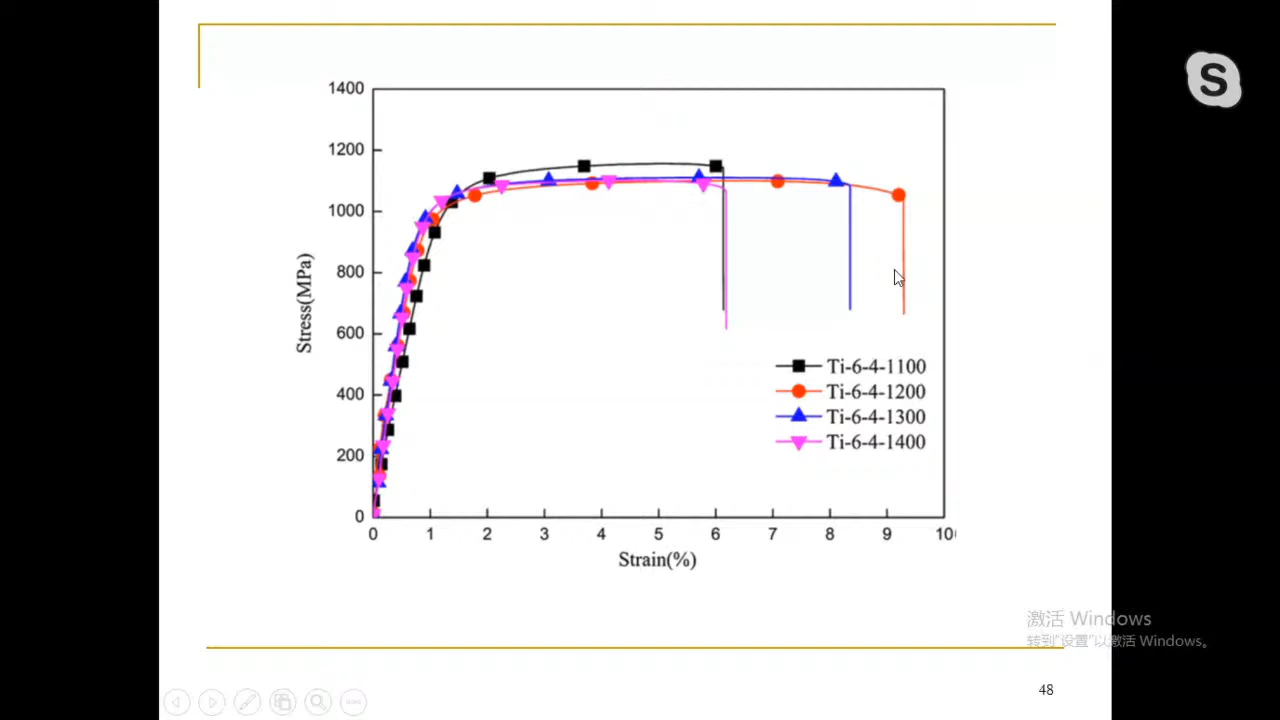 S
1400
1200
1000
800
600
400
200
0
Stress(MPa)
0 1 2 3 4 5 6 7 8 9 10
Strain(%)
Ti-6-4-1100
Ti-6-4-1200
Ti-6-4-1300
Ti-6-4-1400
激活 Windows
转到"设置"以激活 Windows。
48